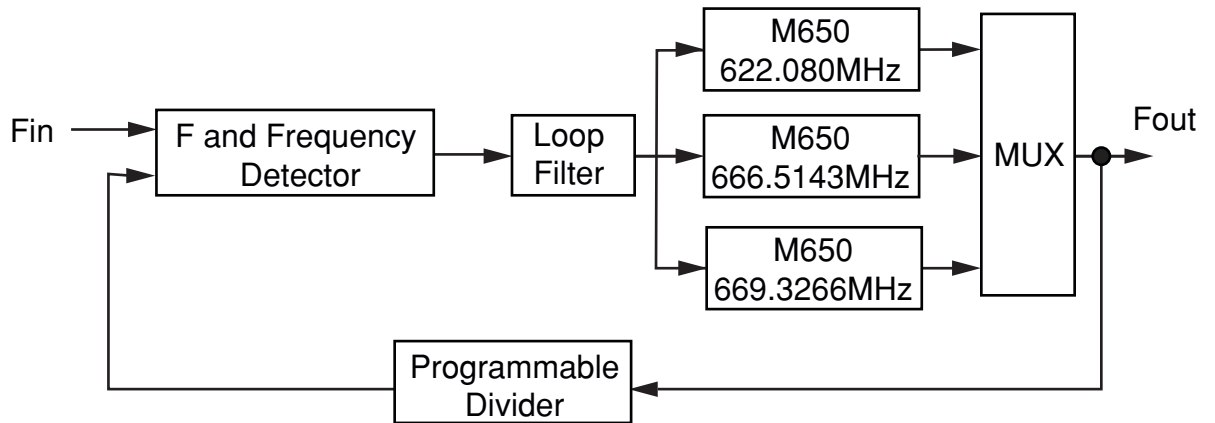 M650
622.080MHz
Fin
F and Frequency
Detector
Loop
Filter
M650
666.5143MHz
MUX
Fout
M650
669.3266MHz
Programmable
Divider